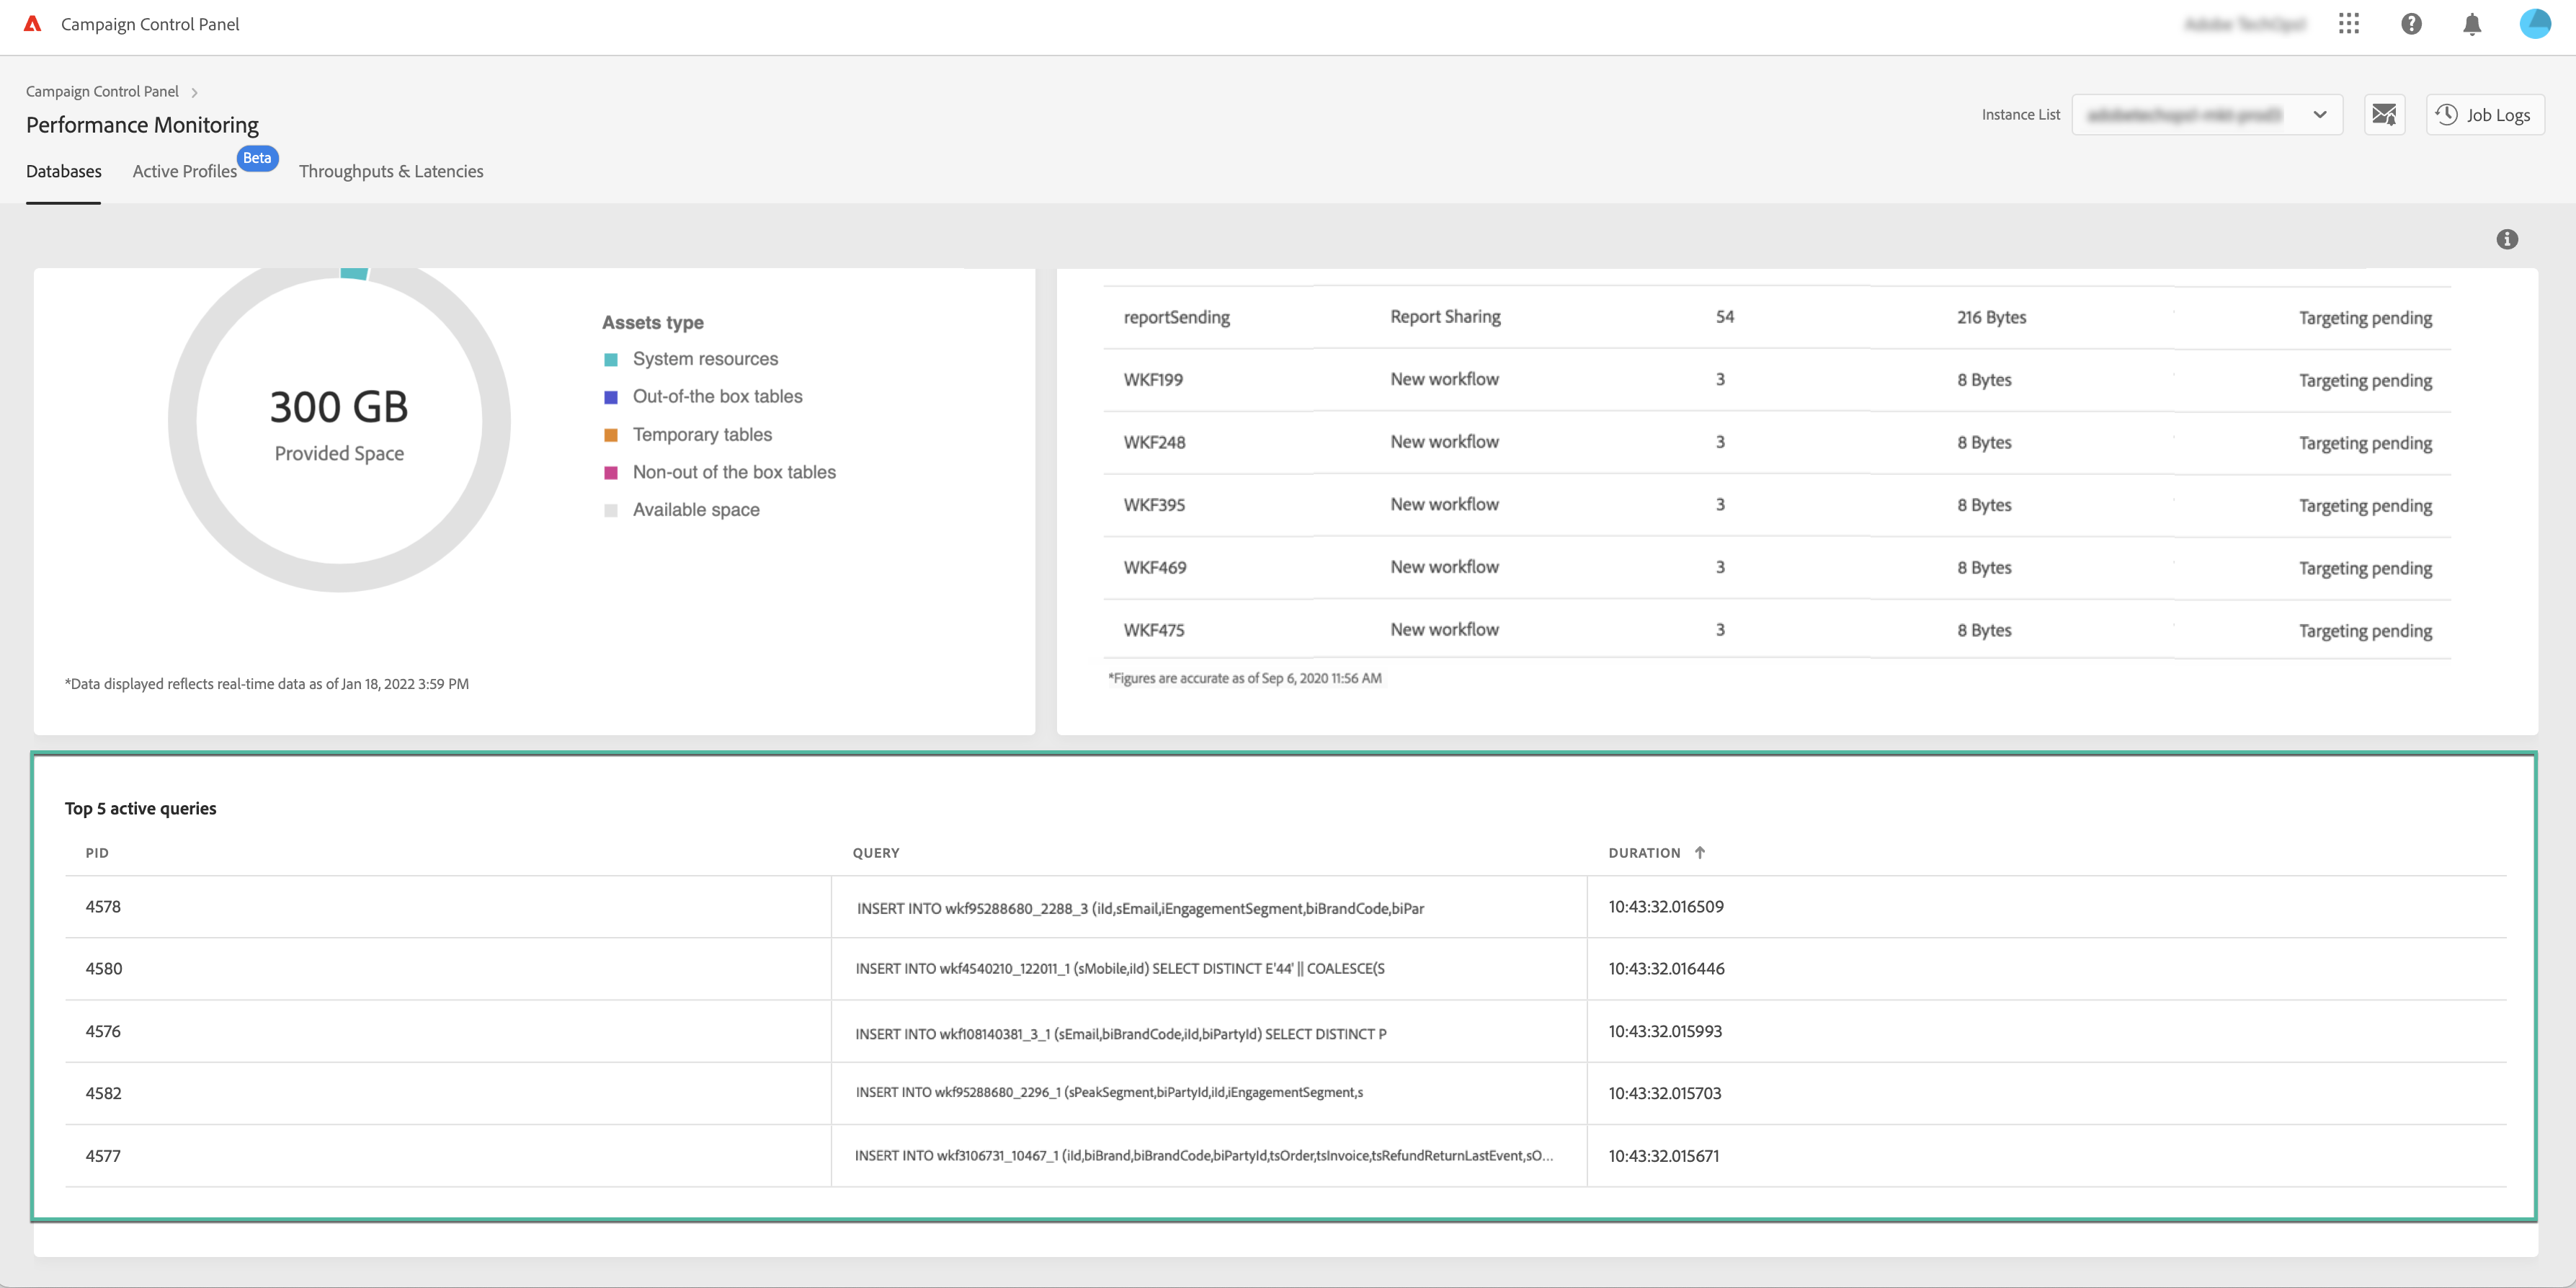 Campaign Control Panel
Campaign Control Panel
Performance Monitoring
Instance List
Job Logs
Databases
Active Profiles
Beta
Throughputs & Latencies
300 GB
Provided Space
Assets type
System resources
Out-of-the box tables
Temporary tables
Non-out of the box tables
Available space
*Data displayed reflects real-time data as of Jan 18, 2022 3:59 PM
reportSending Report Sharing 54 216 Bytes Targeting pending
WKF199 New workflow 3 8 Bytes Targeting pending
WKF248 New workflow 3 8 Bytes Targeting pending
WKF395 New workflow 3 8 Bytes Targeting pending
WKF469 New workflow 3 8 Bytes Targeting pending
WKF475 New workflow 3 8 Bytes Targeting pending
*Figures are accurate as of Sep 6, 2020 11:56 AM
Top 5 active queries
PID QUERY DURATION
4578 INSERT INTO wkf95288680_2288_3 (iId,sEmail,iEngagementSegment,biBrandCode,biPar 10:43:32.016509
4580 INSERT INTO wkf4540210_122011_1 (sMobile,iId) SELECT DISTINCT E'44' || COALESCE(S 10:43:32.016446
4576 INSERT INTO wkf108140381_3_1 (sEmail,biBrandCode,iId,biPartyId) SELECT DISTINCT P 10:43:32.015993
4582 INSERT INTO wkf95288680_2296_1 (sPeakSegment,biPartyId,iId,iEngagementSegment,s 10:43:32.015703
4577 INSERT INTO wkf3106731_10467_1 (iId,biBrand,biBrandCode,biPartyId,tsOrder,tsInvoice,tsRefundReturnLastEvent,sO... 10:43:32.015671